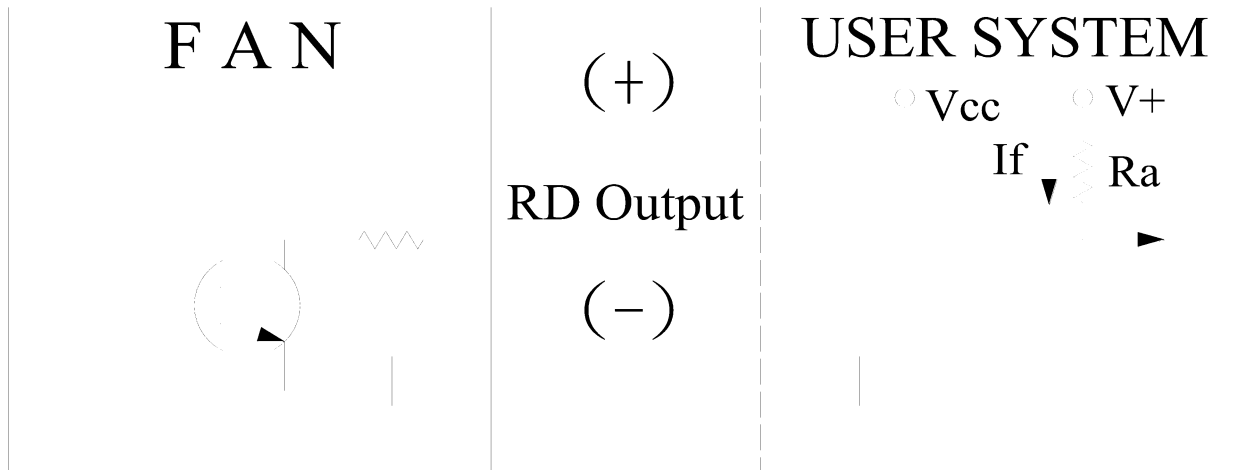 F A N
(+)
RD Output
(-)
USER SYSTEM
Vcc
V+
If
Ra